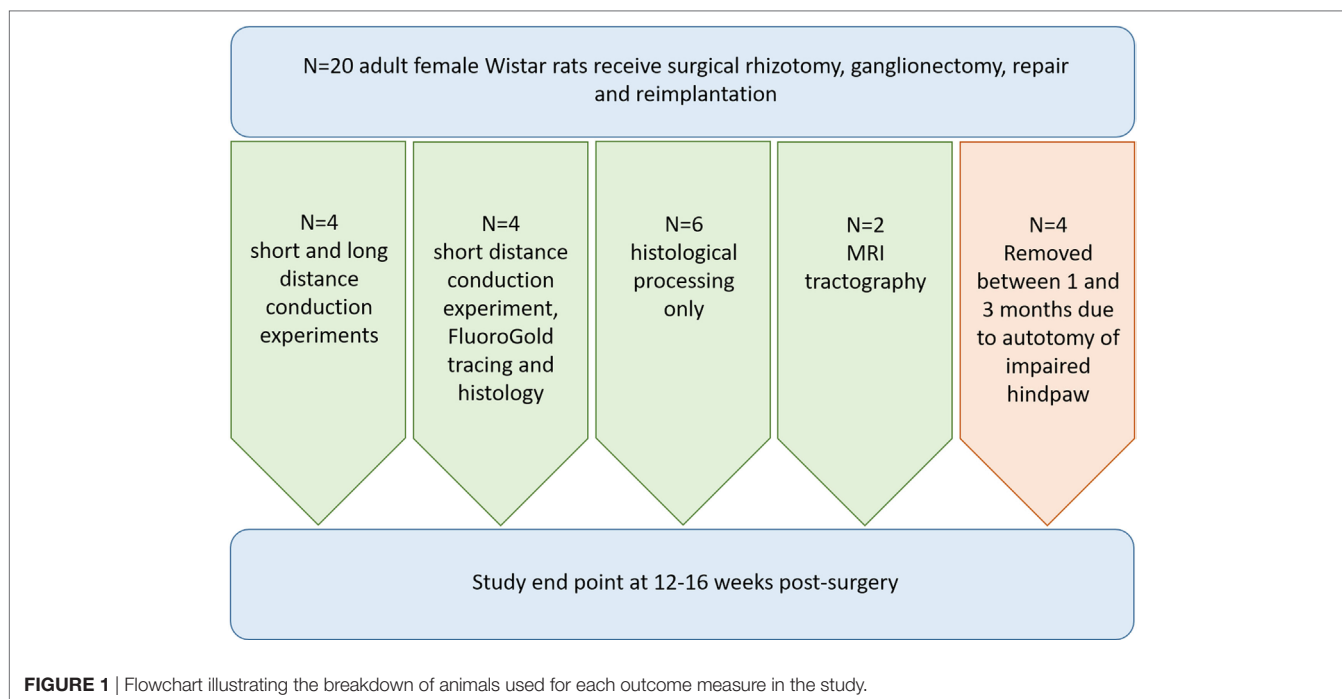 N=20 adult female Wistar rats receive surgical rhizotomy, ganglionectomy, repair
and reimplantation
N=4
short and long
distance
conduction
experiments
N=4
short distance
conduction
experiment,
FluoroGold
tracing and
histology
N=6
histological
processing
only
N=2
MRI
tractography
N=4
Removed
between 1 and
3 months due
to autotomy of
impaired
hindpaw
Study end point at 12-16 weeks post-surgery
FIGURE 1 | Flowchart illustrating the breakdown of animals used for each outcome measure in the study.